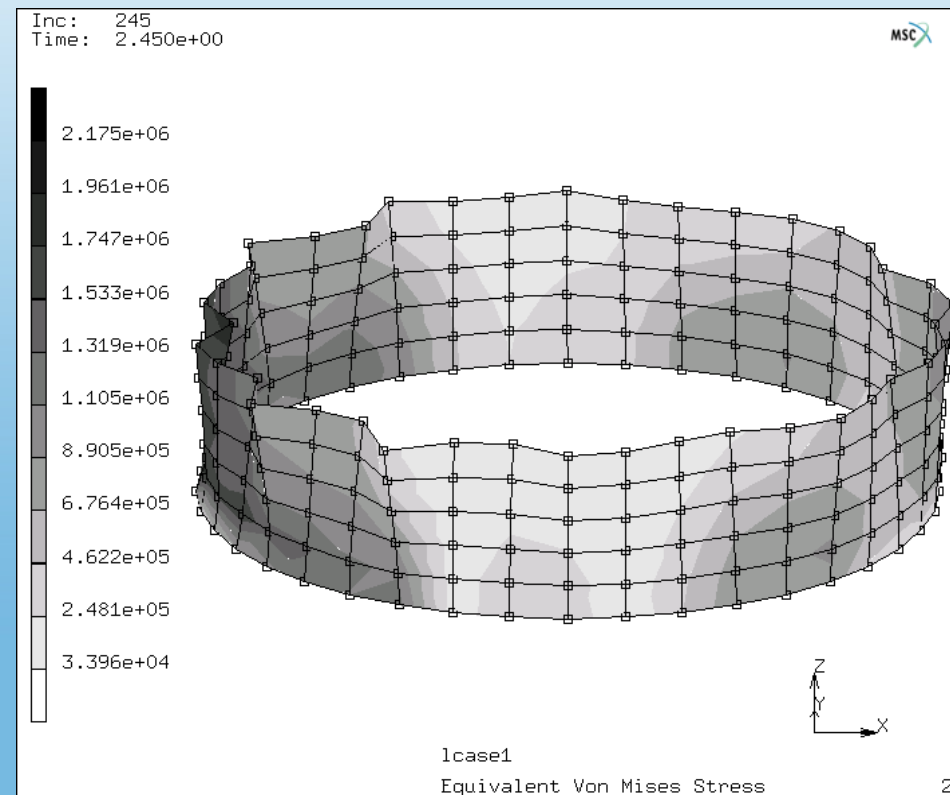 Inc: 245
Time: 2.450e+00
MSC
2.175e+06
1.961e+06
1.747e+06
1.533e+06
1.319e+06
1.105e+06
8.905e+05
6.764e+05
4.622e+05
2.481e+05
3.396e+04
Z
Y
X
lcase1
Equivalent Von Mises Stress 2